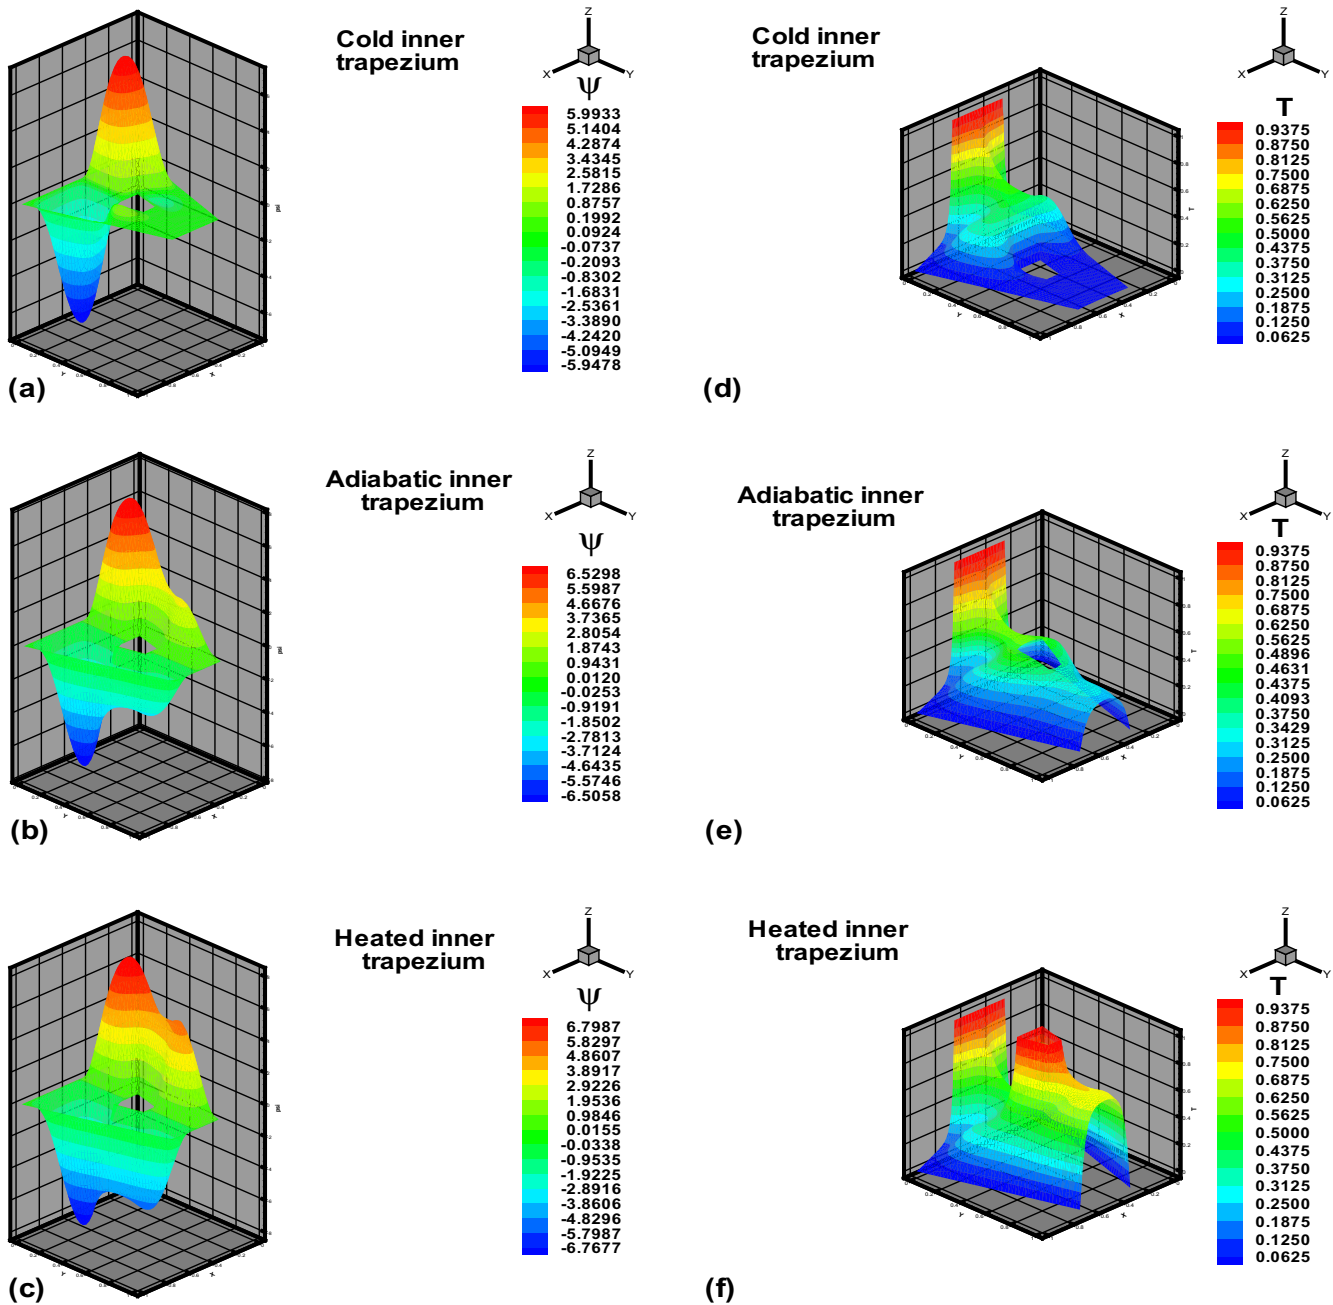 Cold inner
trapezium
Z
X
Y
ψ
5.9933
5.1404
4.2874
3.4345
2.5815
1.7286
0.8757
0.1992
0.0924
-0.0737
-0.2093
-0.8302
-1.6831
-2.5361
-3.3890
-4.2420
-5.0949
-5.9478
psi
Y
X
(a)
Cold inner
trapezium
Z
X
Y
T
0.9375
0.8750
0.8125
0.7500
0.6875
0.6250
0.5625
0.5000
0.4375
0.3750
0.3125
0.2500
0.1875
0.1250
0.0625
T
Y
X
(d)
Adiabatic inner
trapezium
Z
X
Y
ψ
6.5298
5.5987
4.6676
3.7365
2.8054
1.8743
0.9431
0.0120
-0.0253
-0.9191
-1.8502
-2.7813
-3.7124
-4.6435
-5.5746
-6.5058
psi
Y
X
(b)
Adiabatic inner
trapezium
Z
X
Y
T
0.9375
0.8750
0.8125
0.7500
0.6875
0.6250
0.5625
0.4896
0.4631
0.4375
0.4093
0.3750
0.3429
0.3125
0.2500
0.1875
0.1250
0.0625
T
Y
X
(e)
Heated inner
trapezium
Z
X
Y
ψ
6.7987
5.8297
4.8607
3.8917
2.9226
1.9536
0.9846
0.0155
-0.0338
-0.9535
-1.9225
-2.8916
-3.8606
-4.8296
-5.7987
-6.7677
psi
Y
X
(c)
Heated inner
trapezium
Z
X
Y
T
0.9375
0.8750
0.8125
0.7500
0.6875
0.6250
0.5625
0.5000
0.4375
0.3750
0.3125
0.2500
0.1875
0.1250
0.0625
T
Y
X
(f)